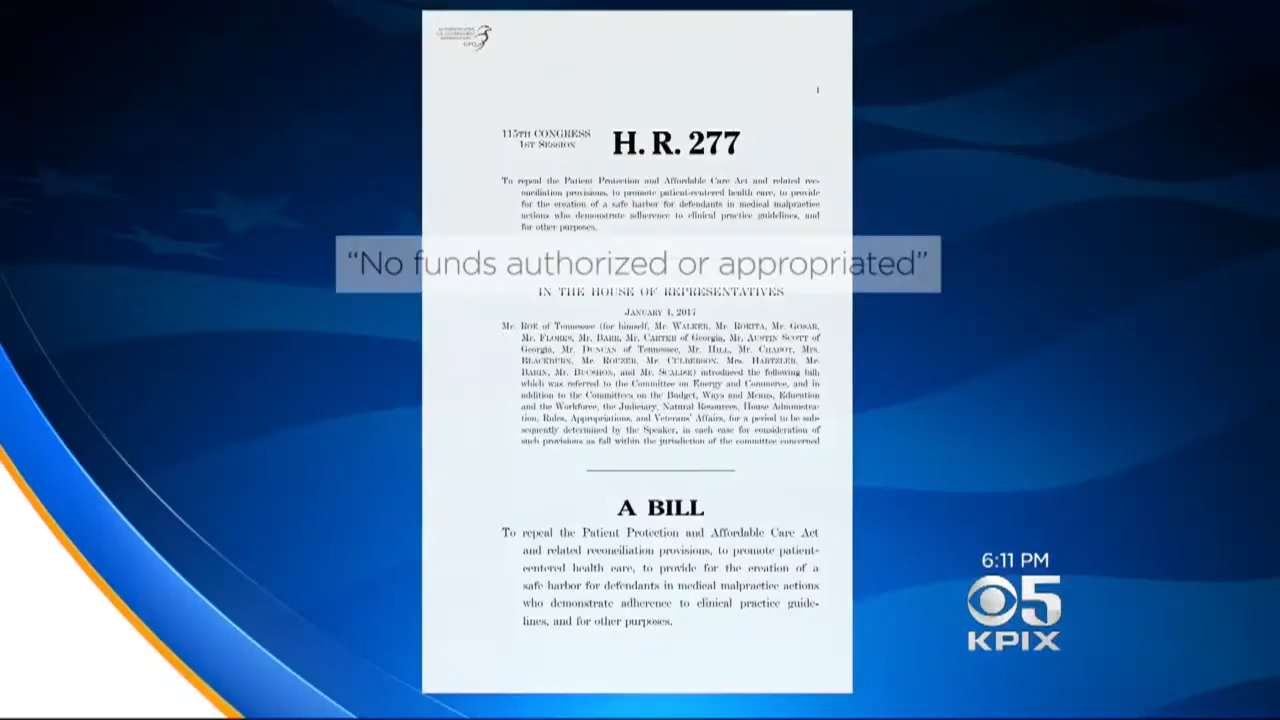 AUTHENTICATED
U.S. GOVERNMENT
INFORMATION
GPO
I
115TH CONGRESS
1ST SESSION
H. R. 277
To repeal the Patient Protection and Affordable Care Act and related rec-
onciliation provisions, to promote patient-centered health care, to provide
for the creation of a safe harbor for defendants in medical malpractice
actions who demonstrate adherence to clinical practice guidelines, and
for other purposes.
“No funds authorized or appropriated”
IN THE HOUSE OF REPRESENTATIVES
JANUARY 4, 2017
Mr. ROE of Tennessee (for himself, Mr. WALKER, Mr. ROKITA, Mr. GOSAR,
Mr. FLORES, Mr. BARR, Mr. CARTER of Georgia, Mr. AUSTIN SCOTT of
Georgia, Mr. DUNCAN of Tennessee, Mr. HILL, Mr. CHABOT, Mrs.
BLACKBURN, Mr. ROUZER, Mr. CULBERSON, Mrs. HARTZLER, Mr.
BABIN, Mr. BUCSHON, and Mr. SCALISE) introduced the following bill;
which was referred to the Committee on Energy and Commerce, and in
addition to the Committees on the Budget, Ways and Means, Education
and the Workforce, the Judiciary, Natural Resources, House Administra-
tion, Rules, Appropriations, and Veterans’ Affairs, for a period to be sub-
sequently determined by the Speaker, in each case for consideration of
such provisions as fall within the jurisdiction of the committee concerned
A BILL
To repeal the Patient Protection and Affordable Care Act
and related reconciliation provisions, to promote patient-
centered health care, to provide for the creation of a
safe harbor for defendants in medical malpractice actions
who demonstrate adherence to clinical practice guide-
lines, and for other purposes.
6:11 PM
5
KPIX